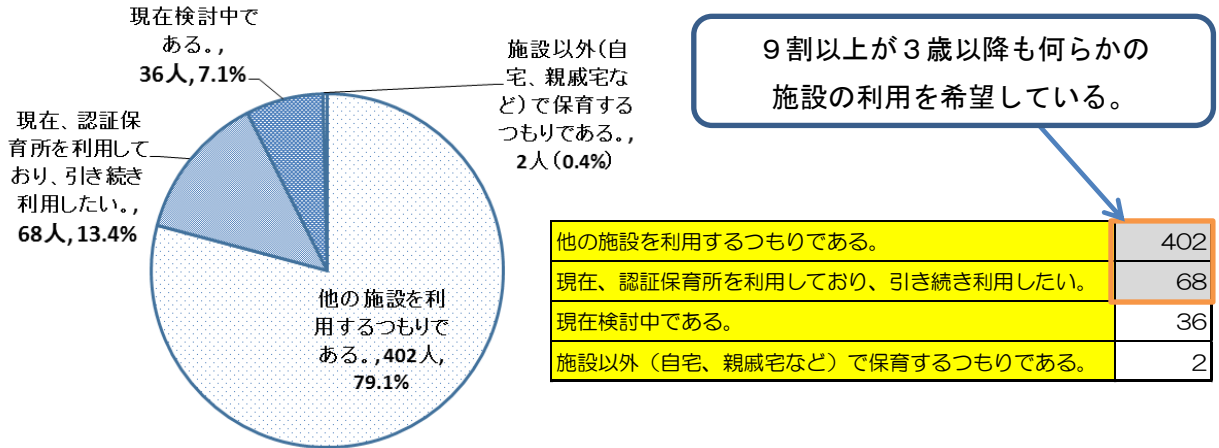 現在検討中で
ある。,
36人, 7.1%
施設以外(自
宅、親戚宅な
ど)で保育する
つもりである。,
2人(0.4%)
現在、認証保
育所を利用して
おり、引き続き
利用したい。,
68人, 13.4%
他の施設を利
用するつもりで
ある。, 402人,
79.1%
９割以上が３歳以降も何らかの
施設の利用を希望している。
他の施設を利用するつもりである。 402
現在、認証保育所を利用しており、引き続き利用したい。 68
現在検討中である。 36
施設以外（自宅、親戚宅など）で保育するつもりである。 2